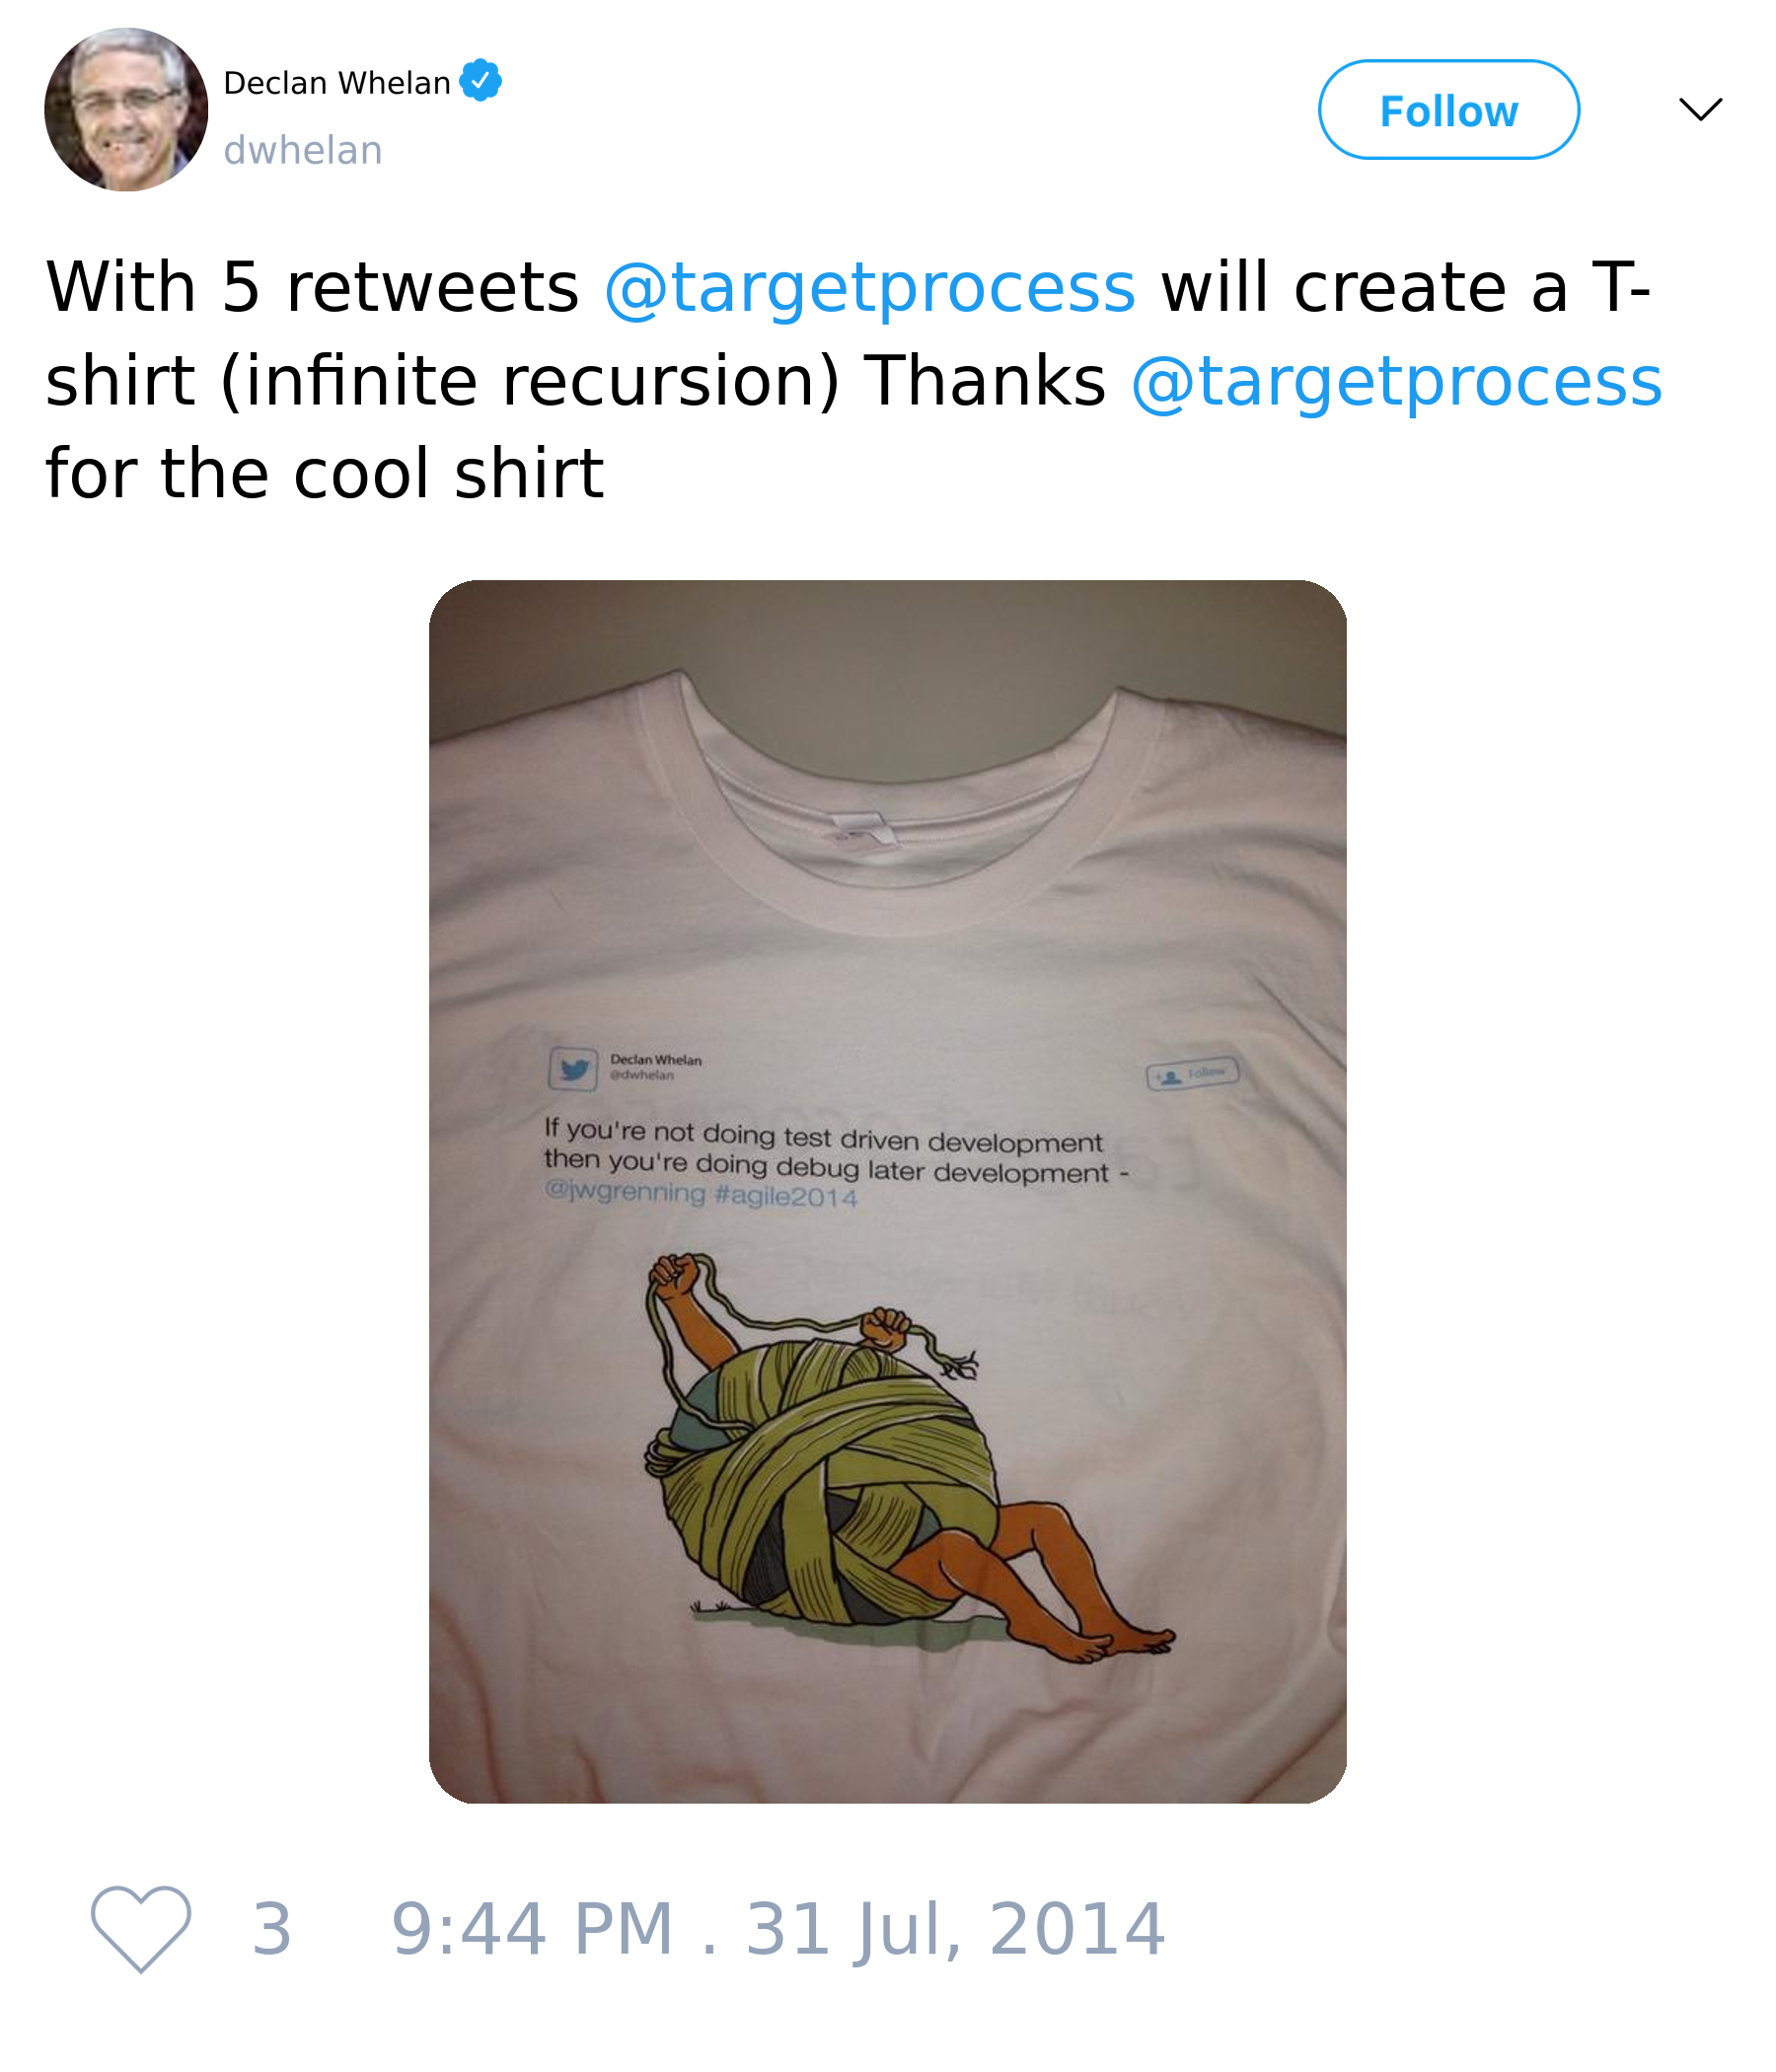 Declan Whelan
dwhelan
Follow
With 5 retweets @targetprocess will create a T-
shirt (infinite recursion) Thanks @targetprocess
for the cool shirt
Declan Whelan
@dwhelan
Follow
If you're not doing test driven development
then you're doing debug later development -
@jwgrenning #agile2014
3 9:44 PM . 31 Jul, 2014